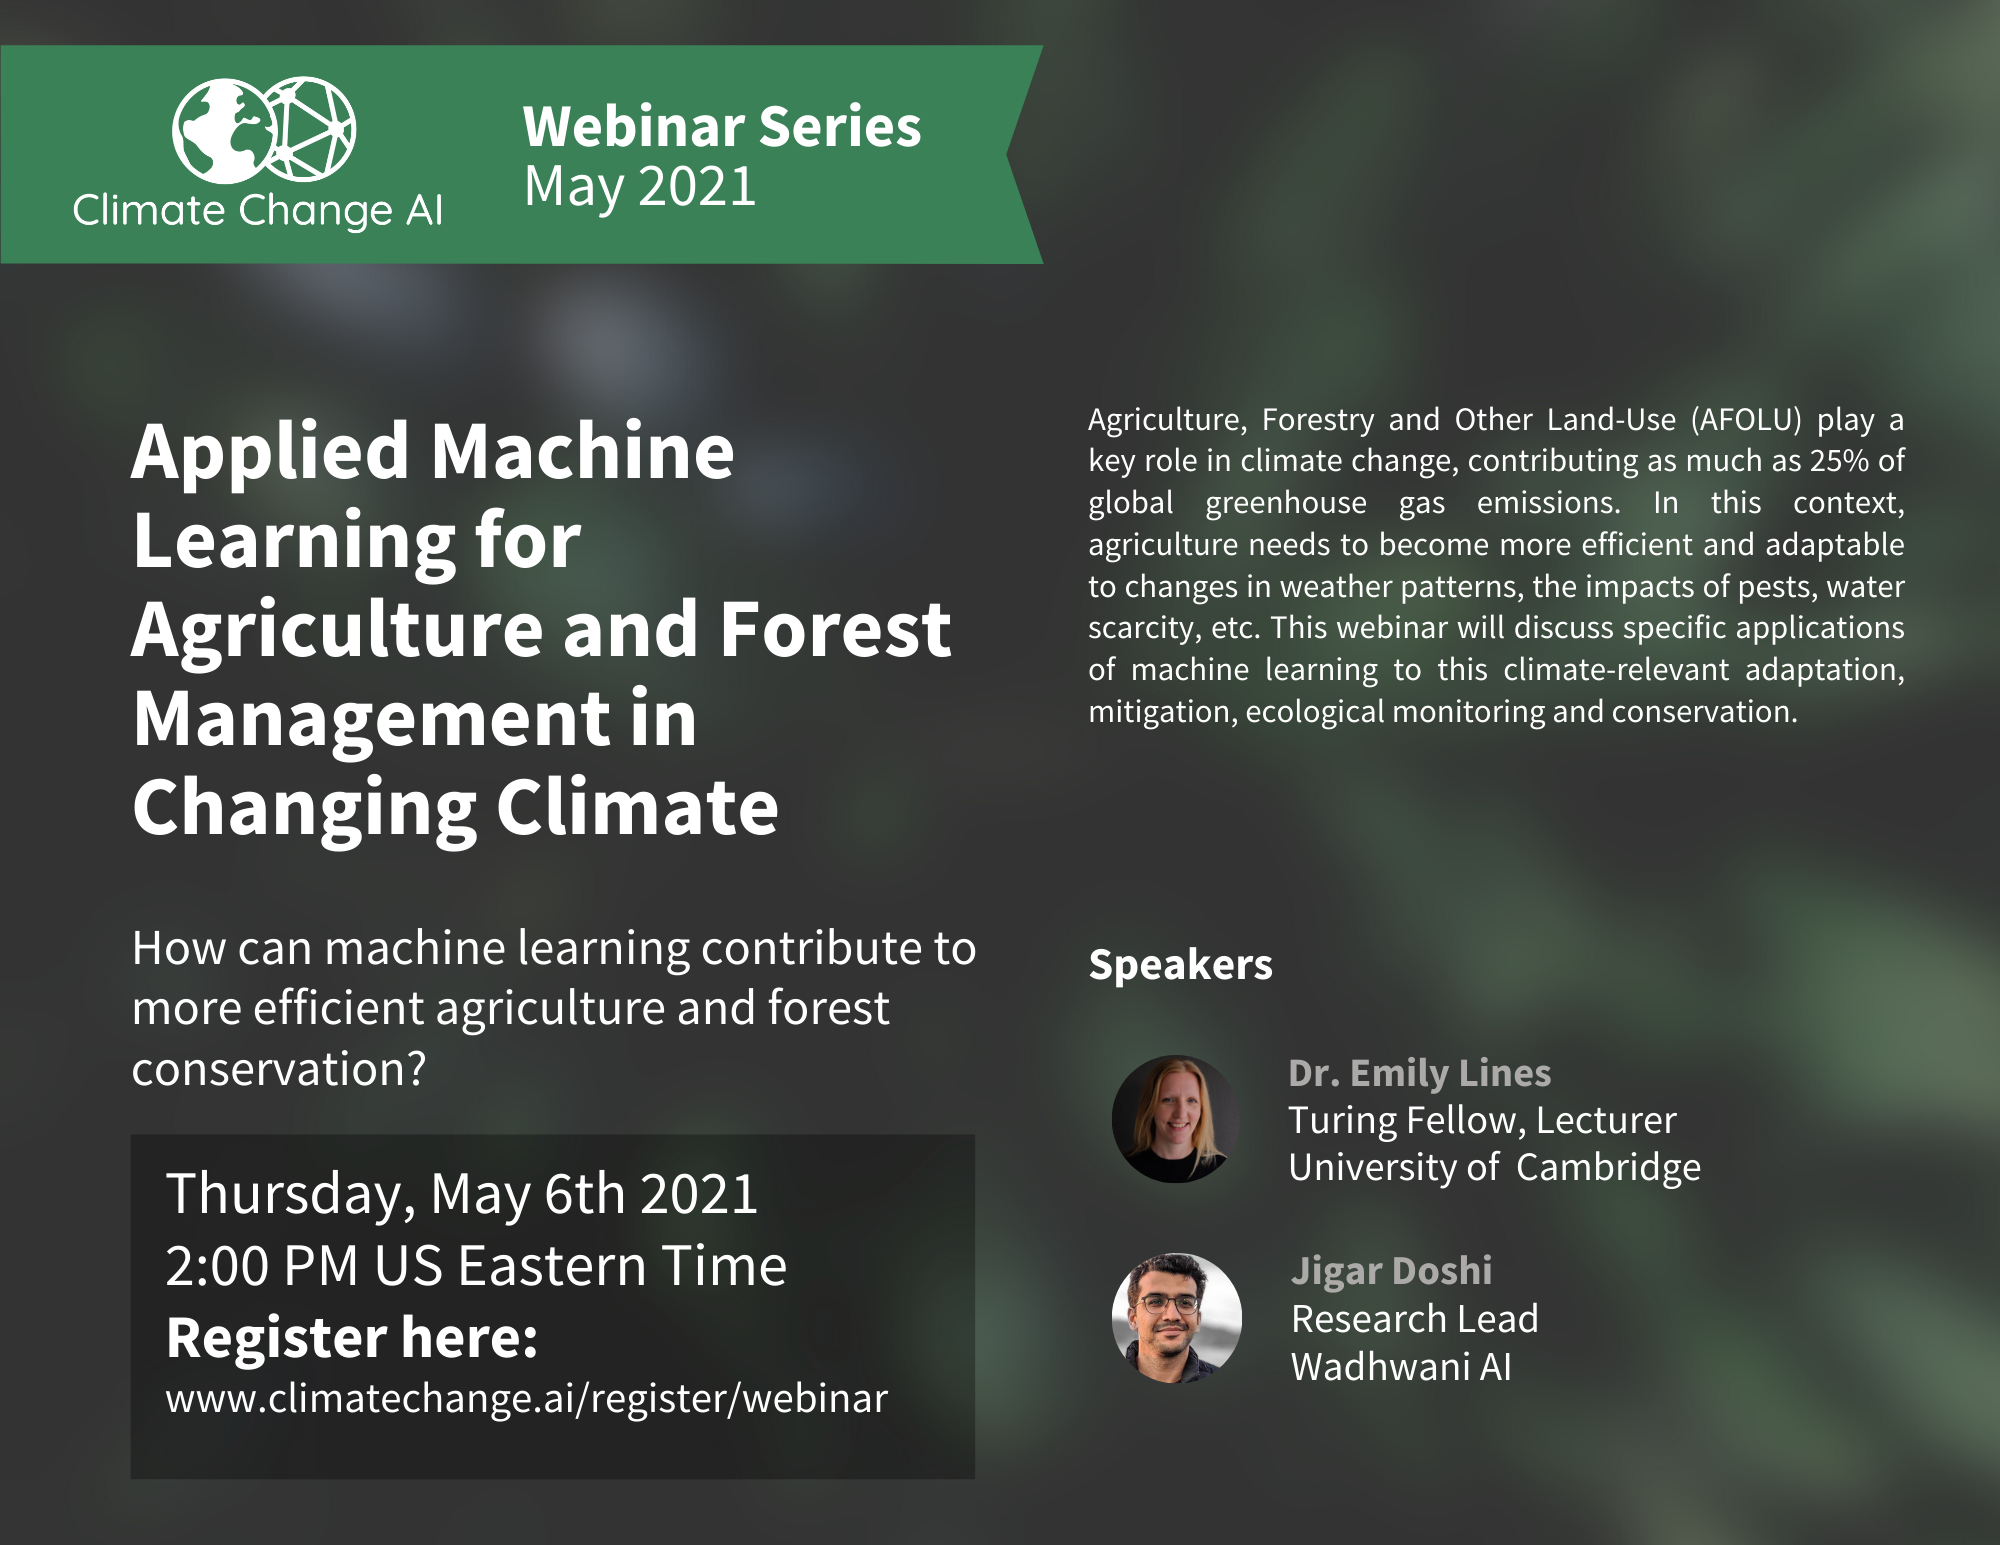 Climate Change AI
Webinar Series
May 2021
Applied Machine
Learning for
Agriculture and Forest
Management in
Changing Climate
How can machine learning contribute to
more efficient agriculture and forest
conservation?
Thursday, May 6th 2021
2:00 PM US Eastern Time
Register here:
www.climatechange.ai/register/webinar
Agriculture, Forestry and Other Land-Use (AFOLU) play a
key role in climate change, contributing as much as 25% of
global greenhouse gas emissions. In this context,
agriculture needs to become more efficient and adaptable
to changes in weather patterns, the impacts of pests, water
scarcity, etc. This webinar will discuss specific applications
of machine learning to this climate-relevant adaptation,
mitigation, ecological monitoring and conservation.
Speakers
Dr. Emily Lines
Turing Fellow, Lecturer
University of Cambridge
Jigar Doshi
Research Lead
Wadhwani AI